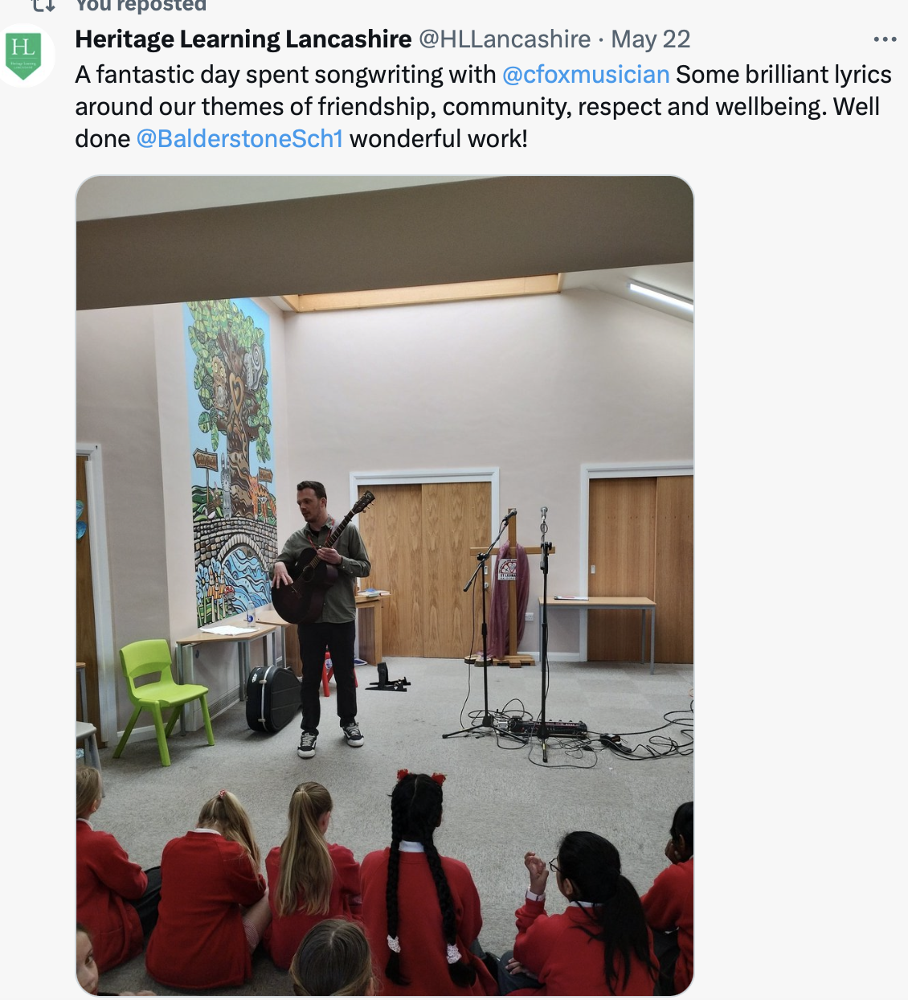 You reposted
Heritage Learning Lancashire @HLLancashire · May 22
HL
A fantastic day spent songwriting with @cfoxmusician Some brilliant lyrics
around our themes of friendship, community, respect and wellbeing. Well
done @BalderstoneSch1 wonderful work!